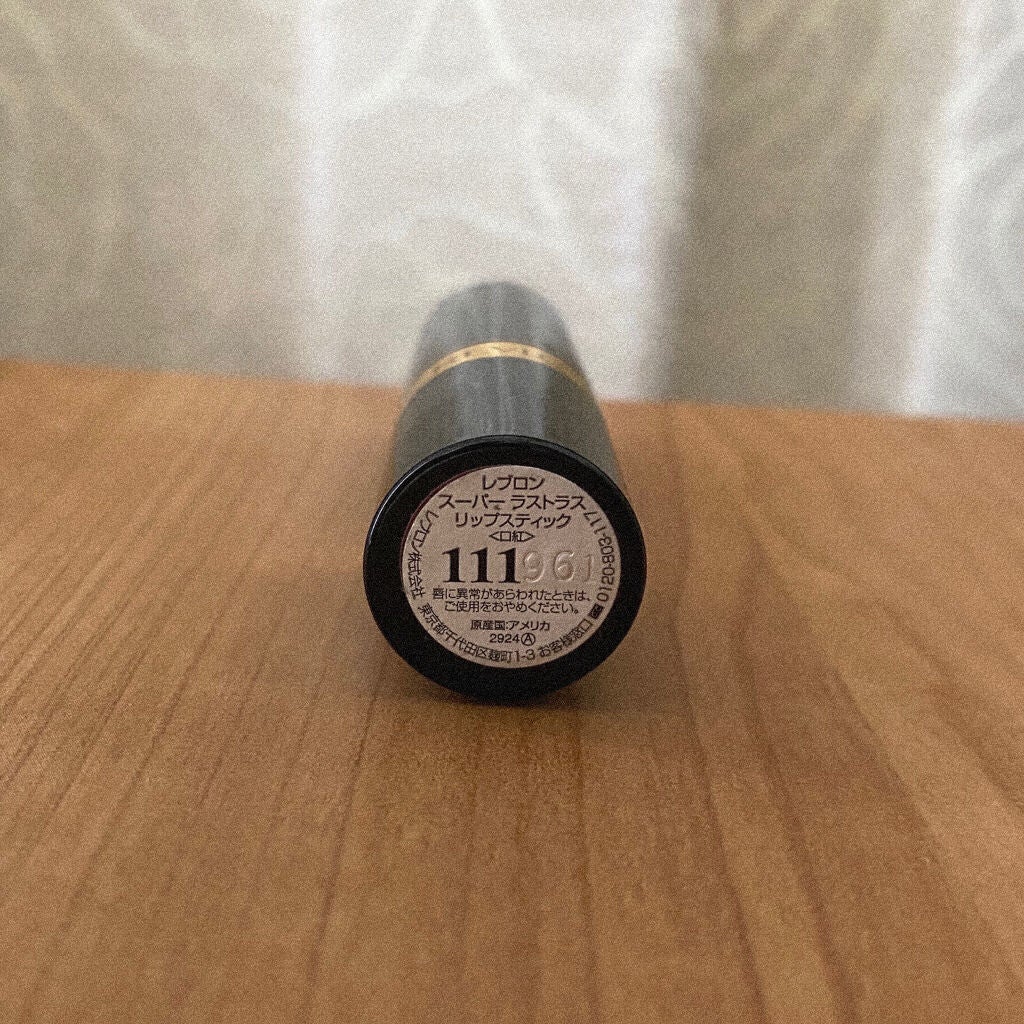 レブロン
スーパー ラストラス
リップスティック
<口紅>
111 961
唇に異常があらわれたときは、
ご使用をおやめください。
原産国:アメリカ
2924Ⓐ
レブロン株式会社 東京都千代田区麹町1-3 お客様窓口 0120-803-117